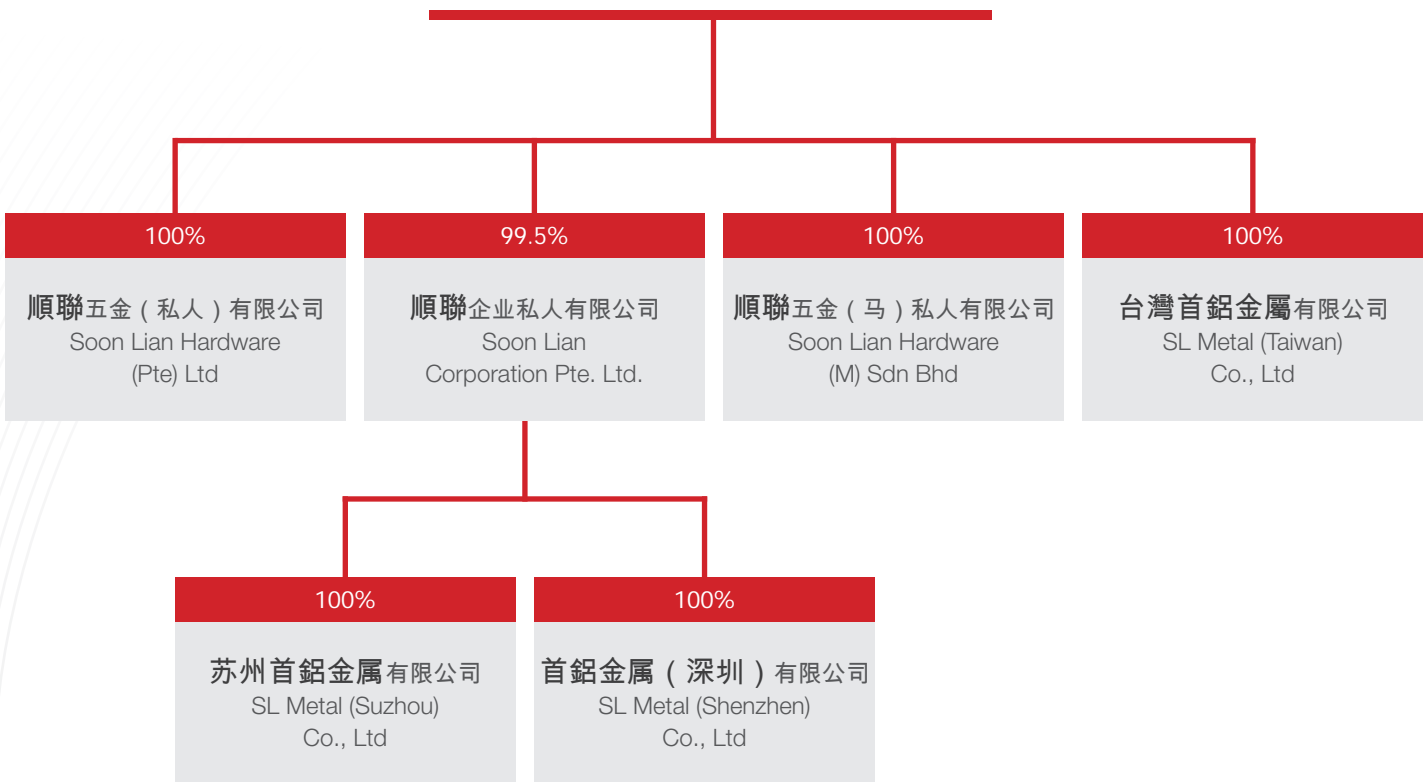 100%
順聯五金（私人）有限公司
Soon Lian Hardware
(Pte) Ltd
99.5%
順聯企业私人有限公司
Soon Lian
Corporation Pte. Ltd.
100%
順聯五金（马）私人有限公司
Soon Lian Hardware
(M) Sdn Bhd
100%
台灣首鋁金屬有限公司
SL Metal (Taiwan)
Co., Ltd
100%
苏州首鋁金属有限公司
SL Metal (Suzhou)
Co., Ltd
100%
首鋁金属（深圳）有限公司
SL Metal (Shenzhen)
Co., Ltd